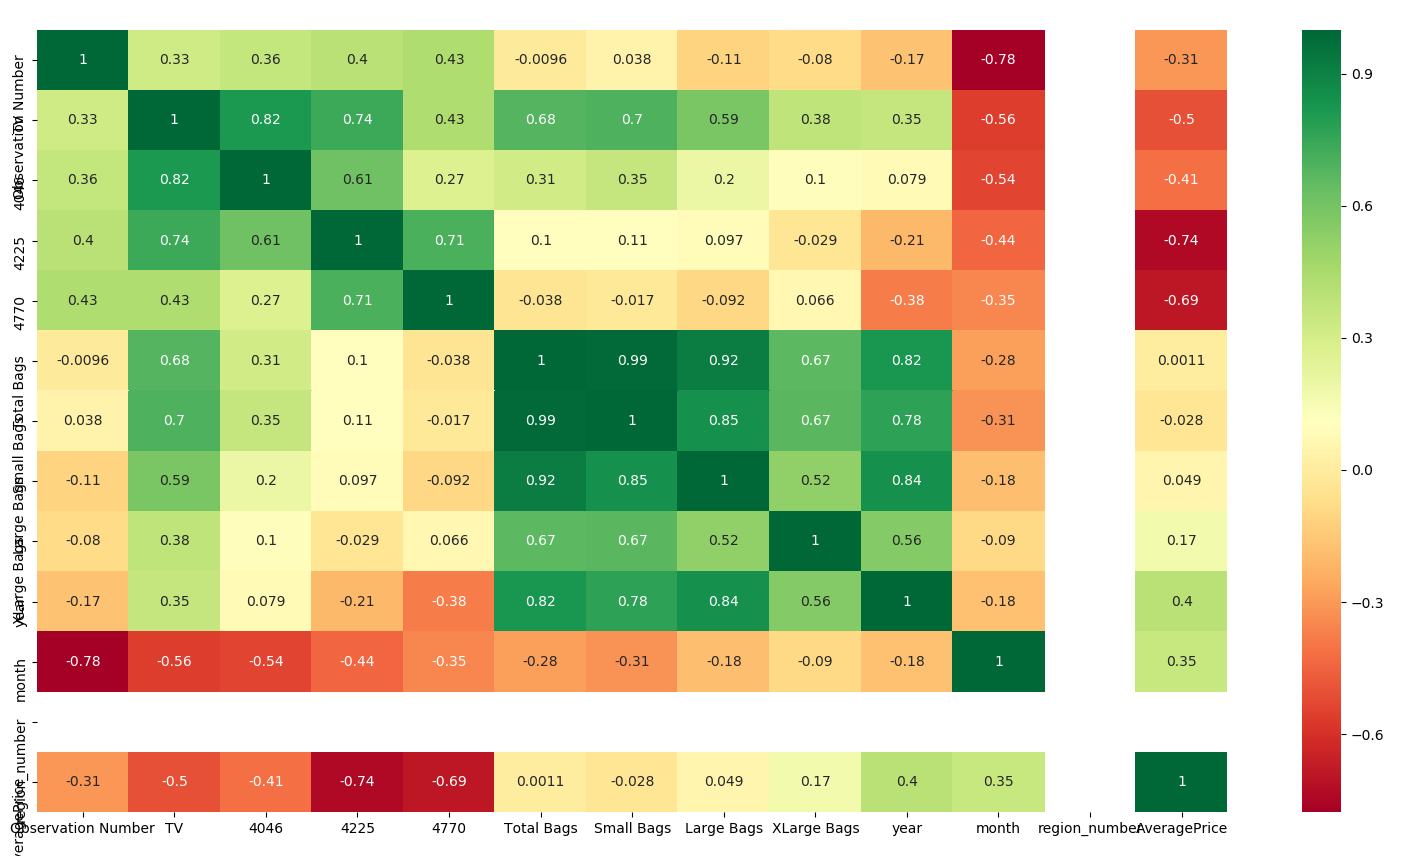 Observation Number
1 0.33 0.36 0.4 0.43 -0.0096 0.038 -0.11 -0.08 -0.17 -0.78 -0.31
TV
0.33 1 0.82 0.74 0.43 0.68 0.7 0.59 0.38 0.35 -0.56 -0.5
4046
0.36 0.82 1 0.61 0.27 0.31 0.35 0.2 0.1 0.079 -0.54 -0.41
4225
0.4 0.74 0.61 1 0.71 0.1 0.11 0.097 -0.029 -0.21 -0.44 -0.74
4770
0.43 0.43 0.27 0.71 1 -0.038 -0.017 -0.092 0.066 -0.38 -0.35 -0.69
Total Bags
-0.0096 0.68 0.31 0.1 -0.038 1 0.99 0.92 0.67 0.82 -0.28 0.0011
Small Bags
0.038 0.7 0.35 0.11 -0.017 0.99 1 0.85 0.67 0.78 -0.31 -0.028
Large Bags
-0.11 0.59 0.2 0.097 -0.092 0.92 0.85 1 0.52 0.84 -0.18 0.049
XLarge Bags
-0.08 0.38 0.1 -0.029 0.066 0.67 0.67 0.52 1 0.56 -0.09 0.17
year
-0.17 0.35 0.079 -0.21 -0.38 0.82 0.78 0.84 0.56 1 -0.18 0.4
month
-0.78 -0.56 -0.54 -0.44 -0.35 -0.28 -0.31 -0.18 -0.09 -0.18 1 0.35
region_number
-0.31 -0.5 -0.41 -0.74 -0.69 0.0011 -0.028 0.049 0.17 0.4 0.35 1
Observation Number TV 4046 4225 4770 Total Bags Small Bags Large Bags XLarge Bags year month region_number AveragePrice
0.9
0.6
0.3
0.0
−0.3
−0.6